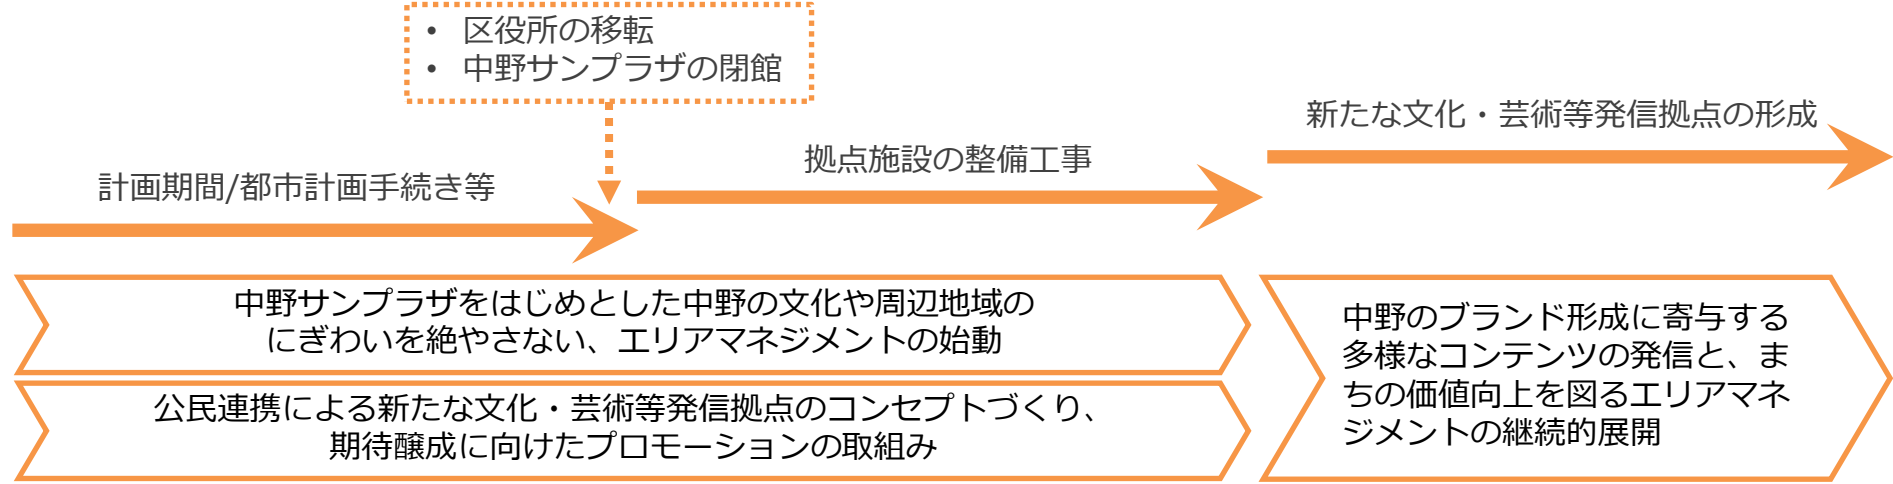 • 区役所の移転
• 中野サンプラザの閉館
計画期間/都市計画手続き等
拠点施設の整備工事
新たな文化・芸術等発信拠点の形成
中野サンプラザをはじめとした中野の文化や周辺地域の
にぎわいを絶やさない、エリアマネジメントの始動
公民連携による新たな文化・芸術等発信拠点のコンセプトづくり、
期待醸成に向けたプロモーションの取組み
中野のブランド形成に寄与する
多様なコンテンツの発信と、ま
ちの価値向上を図るエリアマネ
ジメントの継続的展開